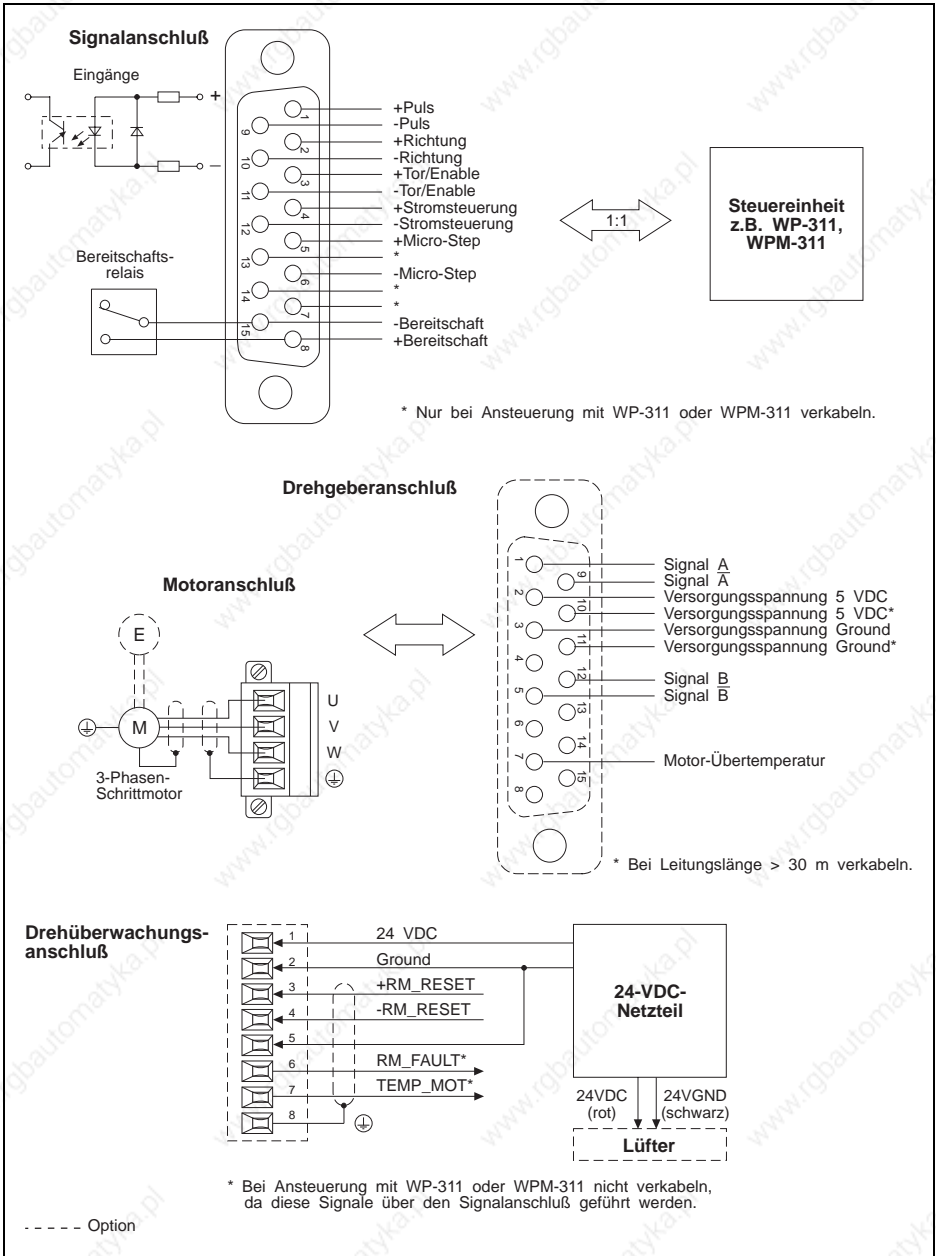 Signalanschluß
Eingänge
+
–
1
9
2
10
3
11
4
12
5
13
6
14
7
15
8
+Puls
-Puls
+Richtung
-Richtung
+Tor/Enable
-Tor/Enable
+Stromsteuerung
-Stromsteuerung
+Micro-Step
*
-Micro-Step
*
*
-Bereitschaft
+Bereitschaft
1:1
Steuereinheit
z.B. WP-311,
WPM-311
Bereitschafts-
relais
* Nur bei Ansteuerung mit WP-311 oder WPM-311 verkabeln.
Drehgeberanschluß
1
9
2
10
3
11
4
12
5
13
6
14
7
15
8
Signal A
Signal A̅
Versorgungsspannung 5 VDC
Versorgungsspannung 5 VDC*
Versorgungsspannung Ground
Versorgungsspannung Ground*
Signal B
Signal B̅
Motor-Übertemperatur
* Bei Leitungslänge > 30 m verkabeln.
Motoranschluß
E
M
U
V
W
3-Phasen-
Schrittmotor
Drehüberwachungs-
anschluß
1 24 VDC
2 Ground
3 +RM_RESET
4 -RM_RESET
5
6 RM_FAULT*
7 TEMP_MOT*
8
24-VDC-
Netzteil
24VDC
(rot)
24VGND
(schwarz)
Lüfter
* Bei Ansteuerung mit WP-311 oder WPM-311 nicht verkabeln,
da diese Signale über den Signalanschluß geführt werden.
- - - - - Option
www.rgbautomatyka.pl